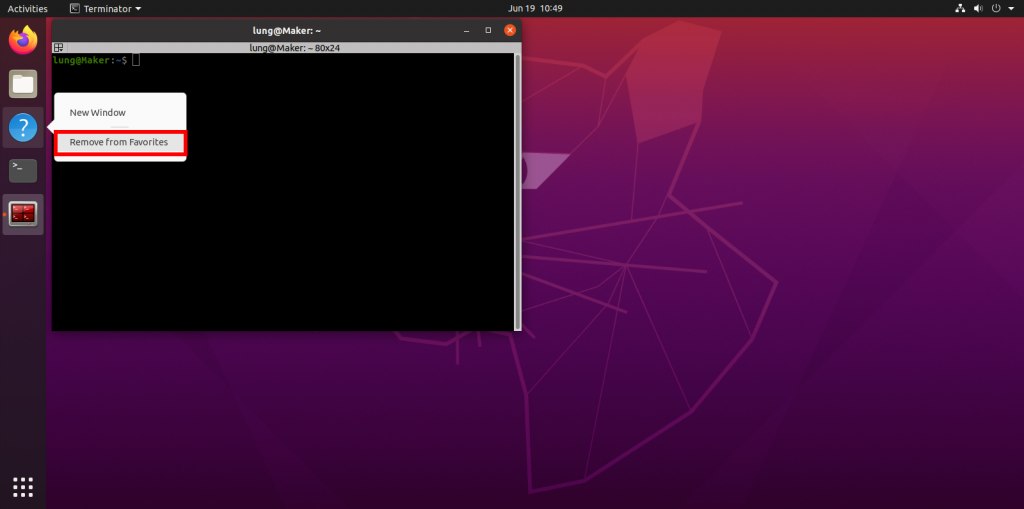 Activities
Terminator
Jun 19 10:49
lung@Maker: ~
lung@Maker: ~ 80x24
lung@Maker:~$
New Window
Remove from Favorites
?
>_